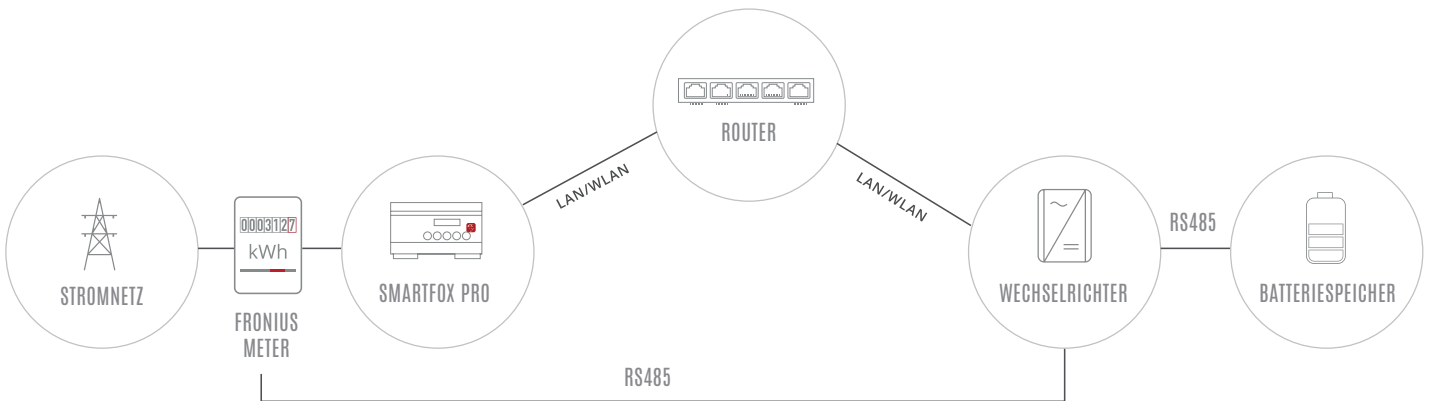 ROUTER
LAN/WLAN
LAN/WLAN
0003127
kWh
RS485
STROMNETZ
SMARTFOX PRO
WECHSELRICHTER
BATTERIESPEICHER
FRONIUS
METER
RS485